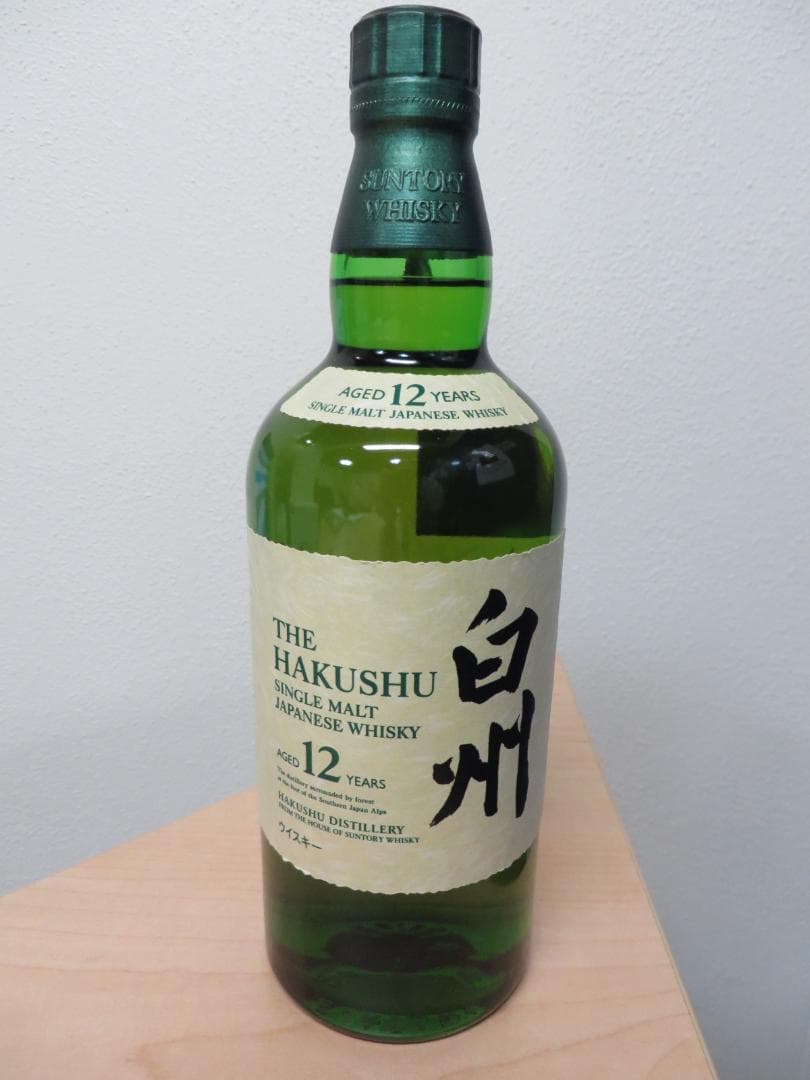 SUNTORY
WHISKY
AGED 12 YEARS
SINGLE MALT JAPANESE WHISKY
THE
HAKUSHU
SINGLE MALT
JAPANESE WHISKY
AGED 12 YEARS
The distillery surrounded by forest
at the foot of the Southern Japan Alps
HAKUSHU DISTILLERY
FROM THE HOUSE OF SUNTORY WHISKY
ウイスキー
白州